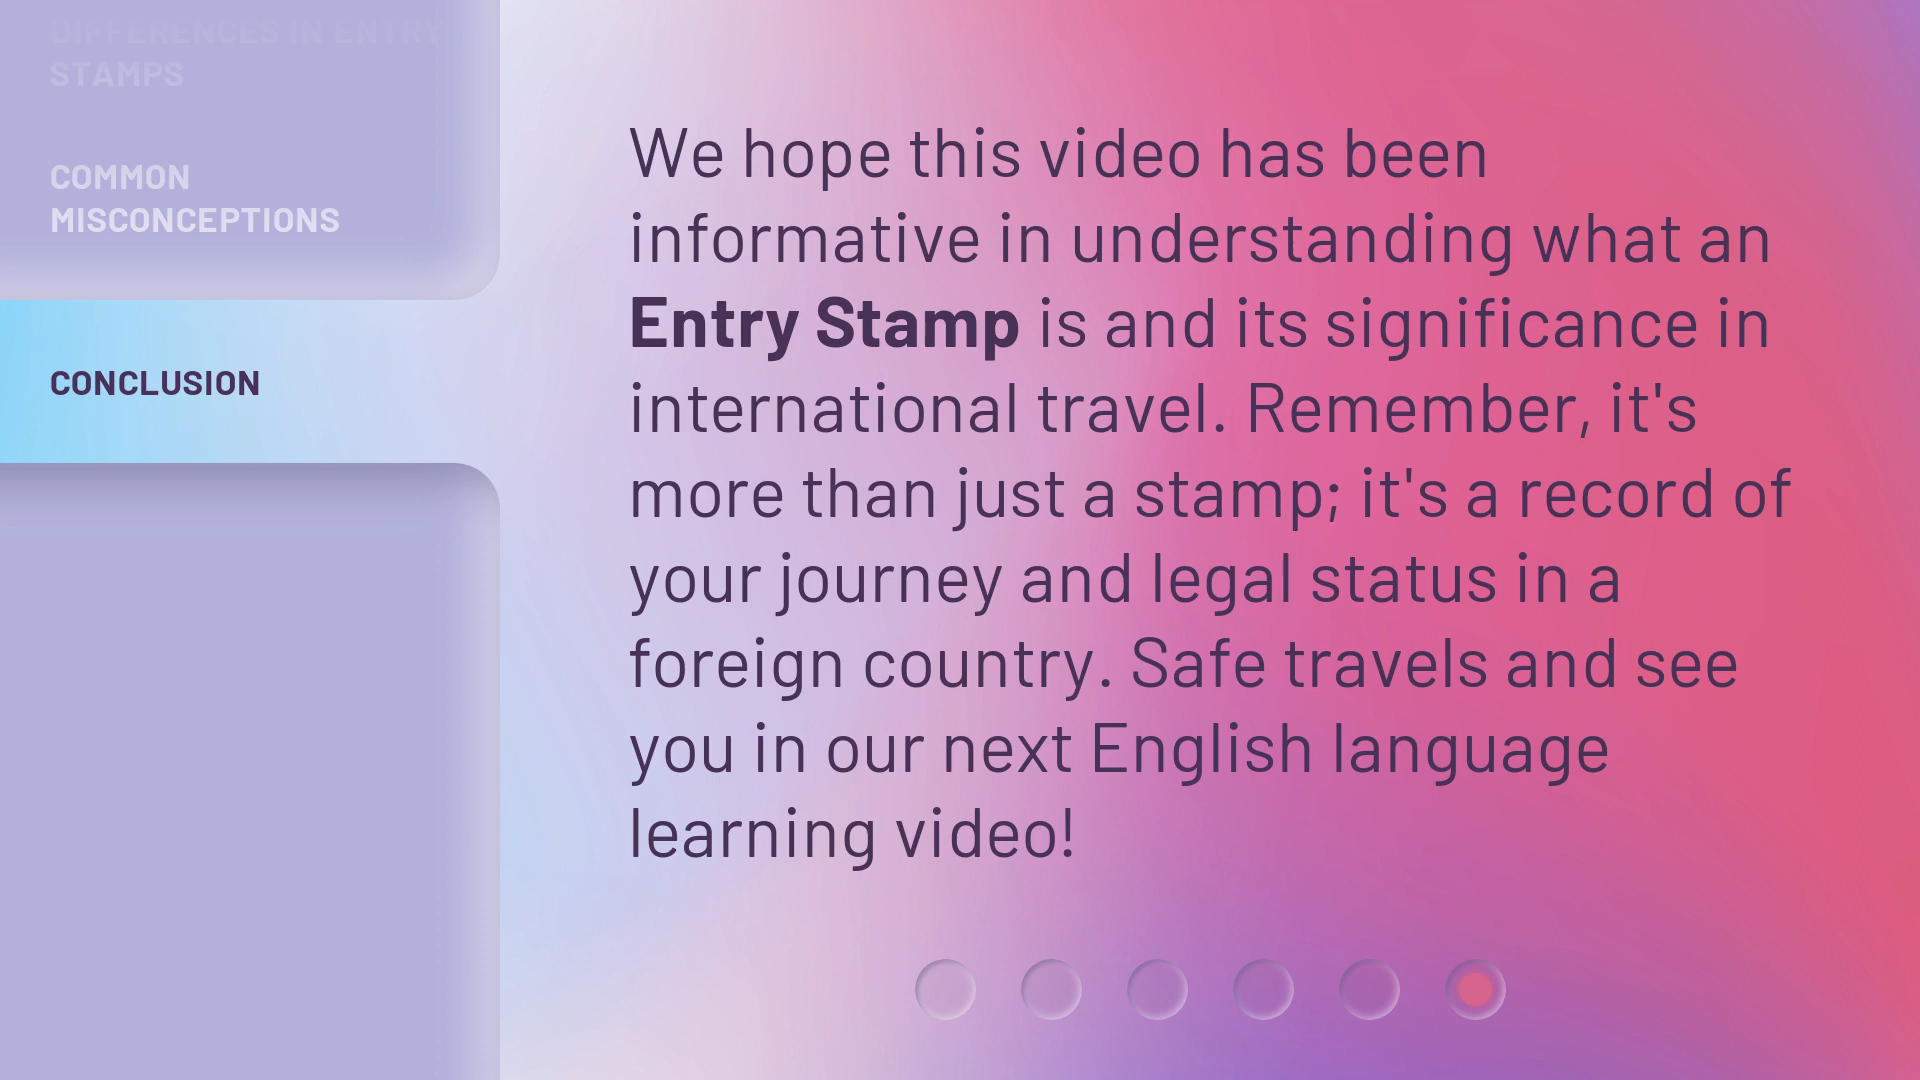 DIFFERENCES IN ENTRY
STAMPS
COMMON
MISCONCEPTIONS
CONCLUSION
We hope this video has been
informative in understanding what an
Entry Stamp is and its significance in
international travel. Remember, it's
more than just a stamp; it's a record of
your journey and legal status in a
foreign country. Safe travels and see
you in our next English language
learning video!